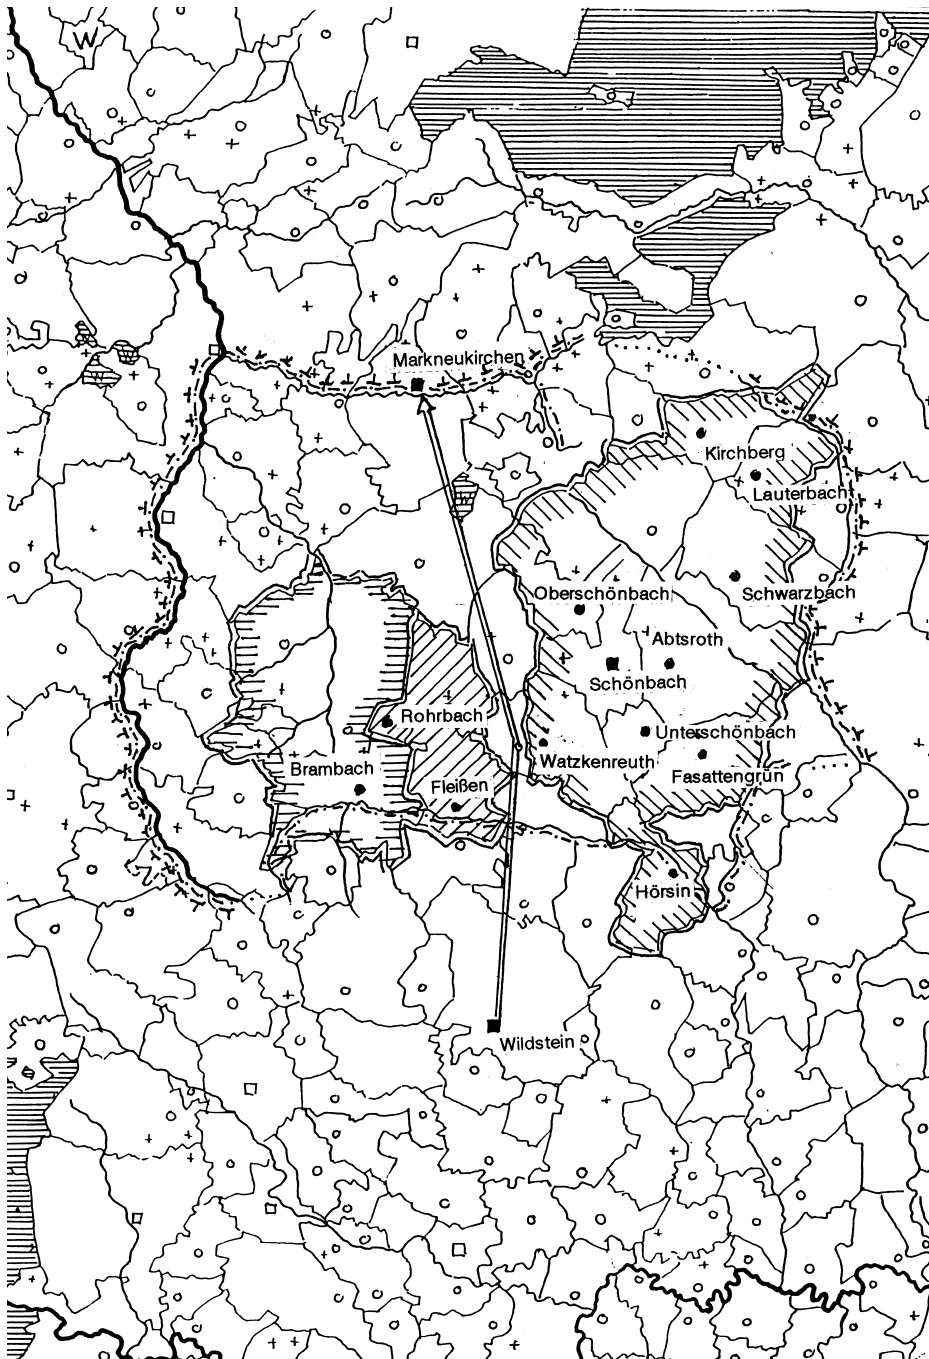 W
Markneukirchen
Kirchberg
Lauterbach
Oberschönbach
Schwarzbach
Abtsroth
Schönbach
Rohrbach
Unterschönbach
Watzkenreuth
Brambach
Fasattengrün
Fleißen
Hörsin
Wildstein